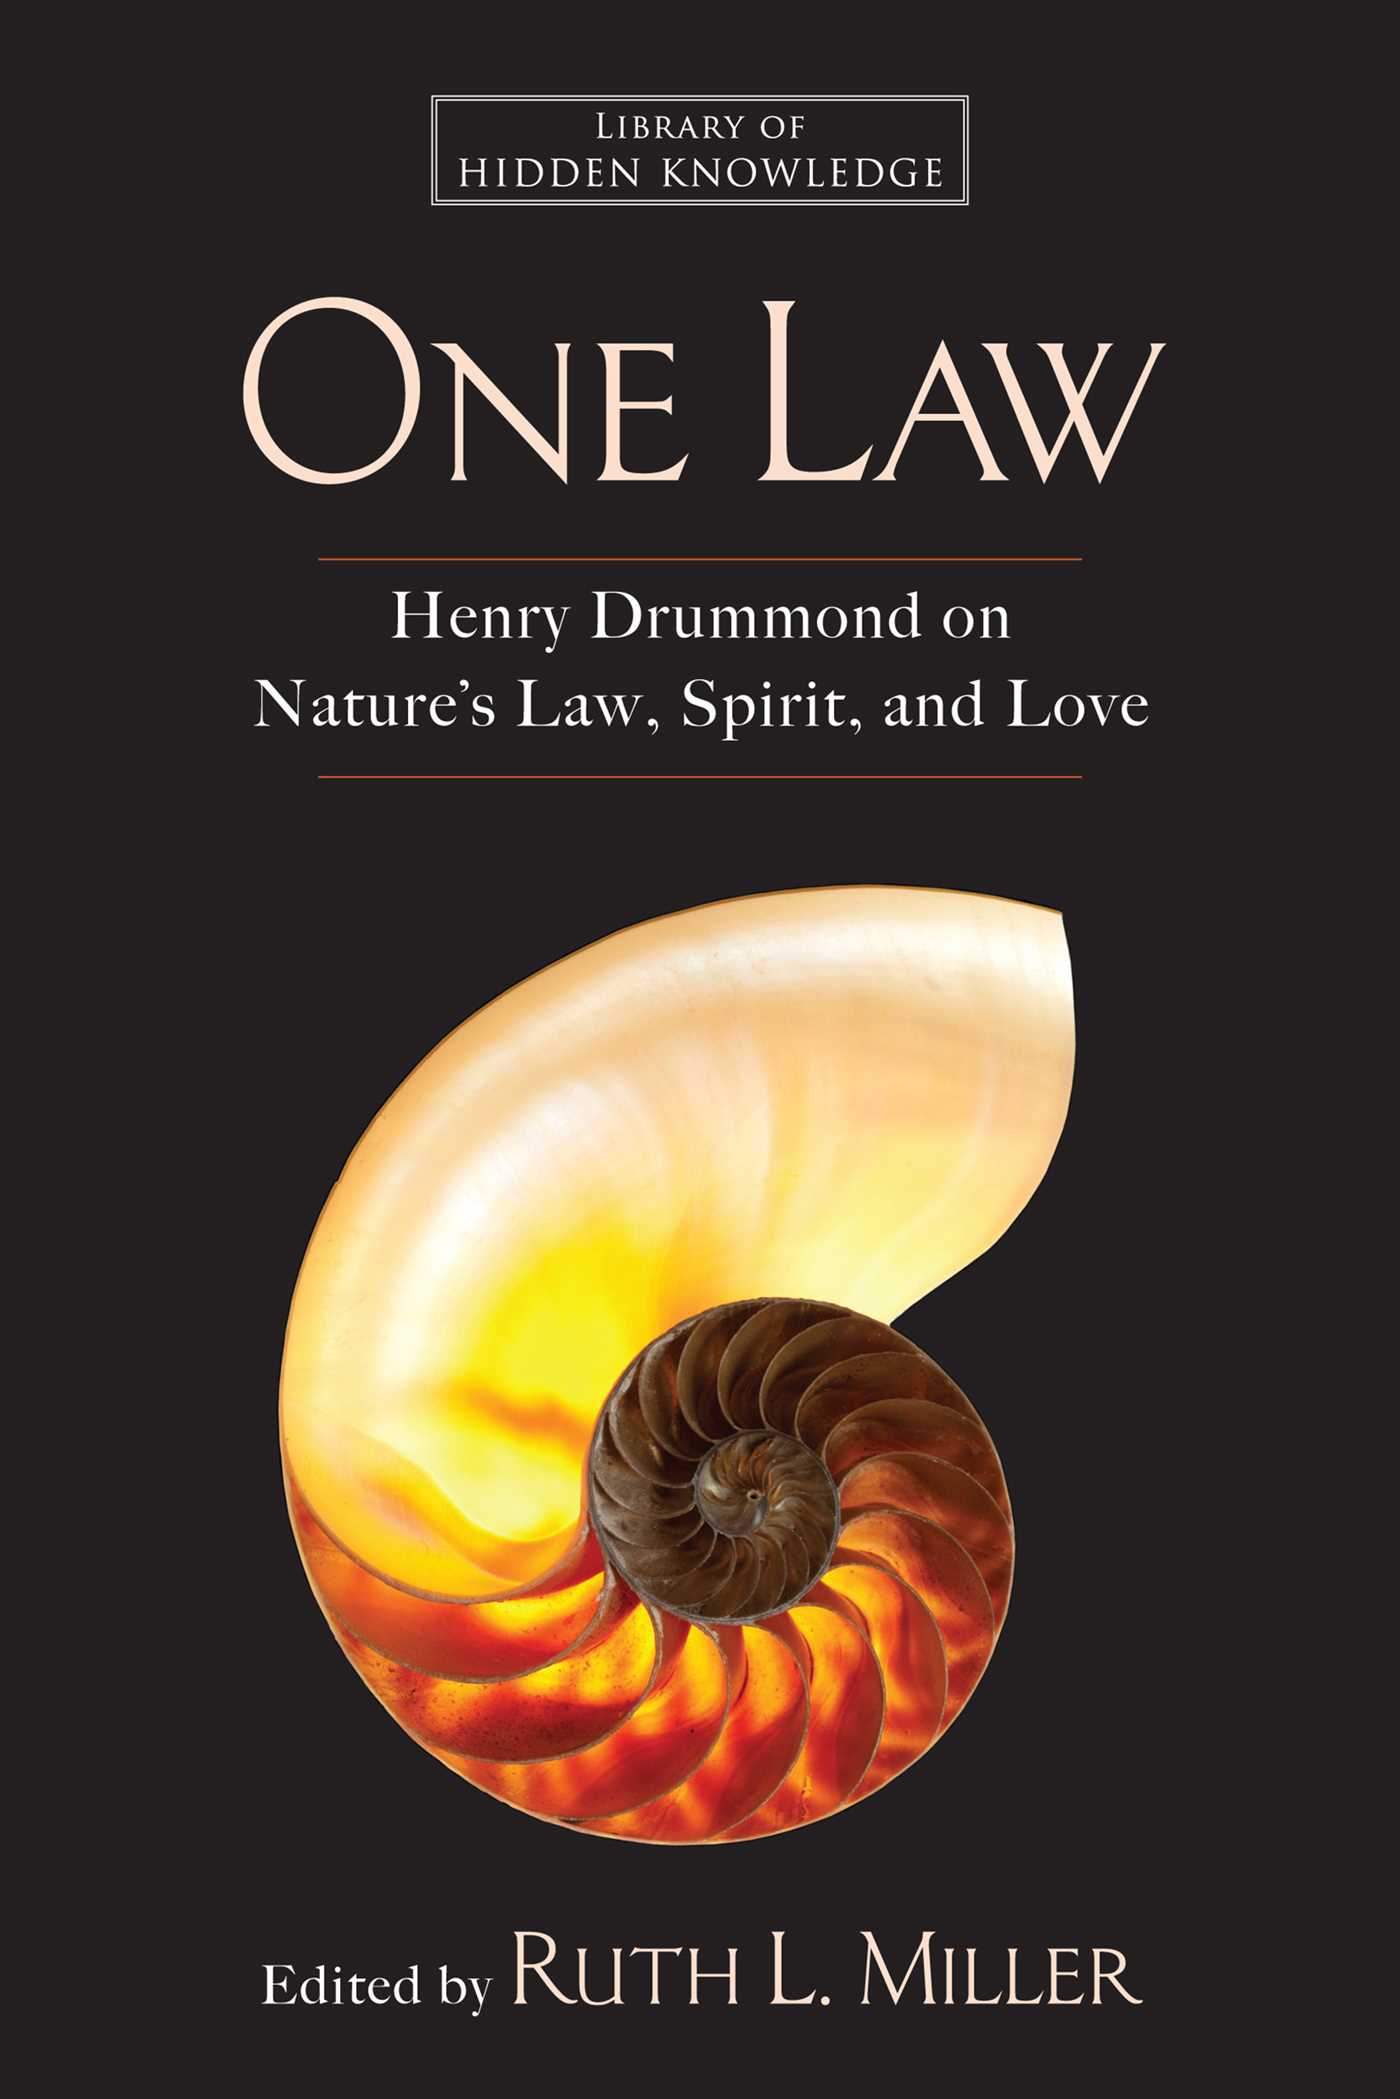 LIBRARY OF
HIDDEN KNOWLEDGE
ONE LAW
Henry Drummond on
Nature’s Law, Spirit, and Love
Edited by RUTH L. MILLER